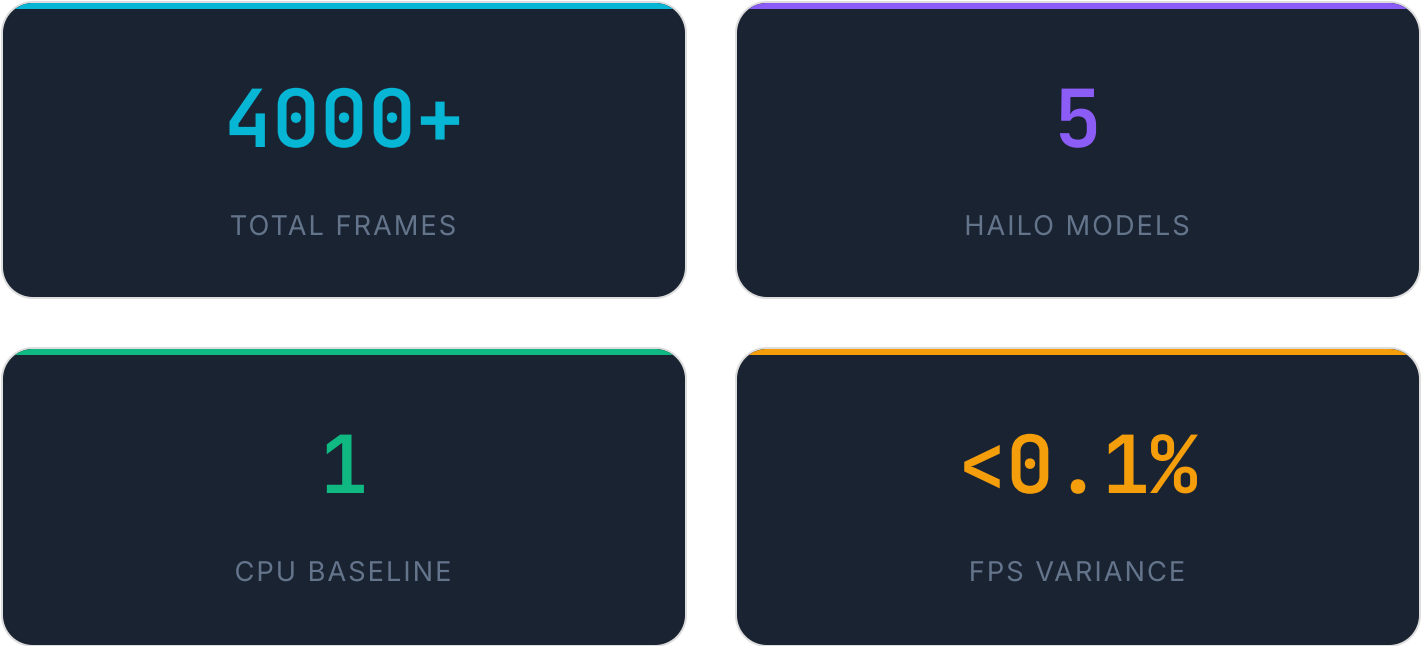 4000+
TOTAL FRAMES
5
HAILO MODELS
1
CPU BASELINE
<0.1%
FPS VARIANCE